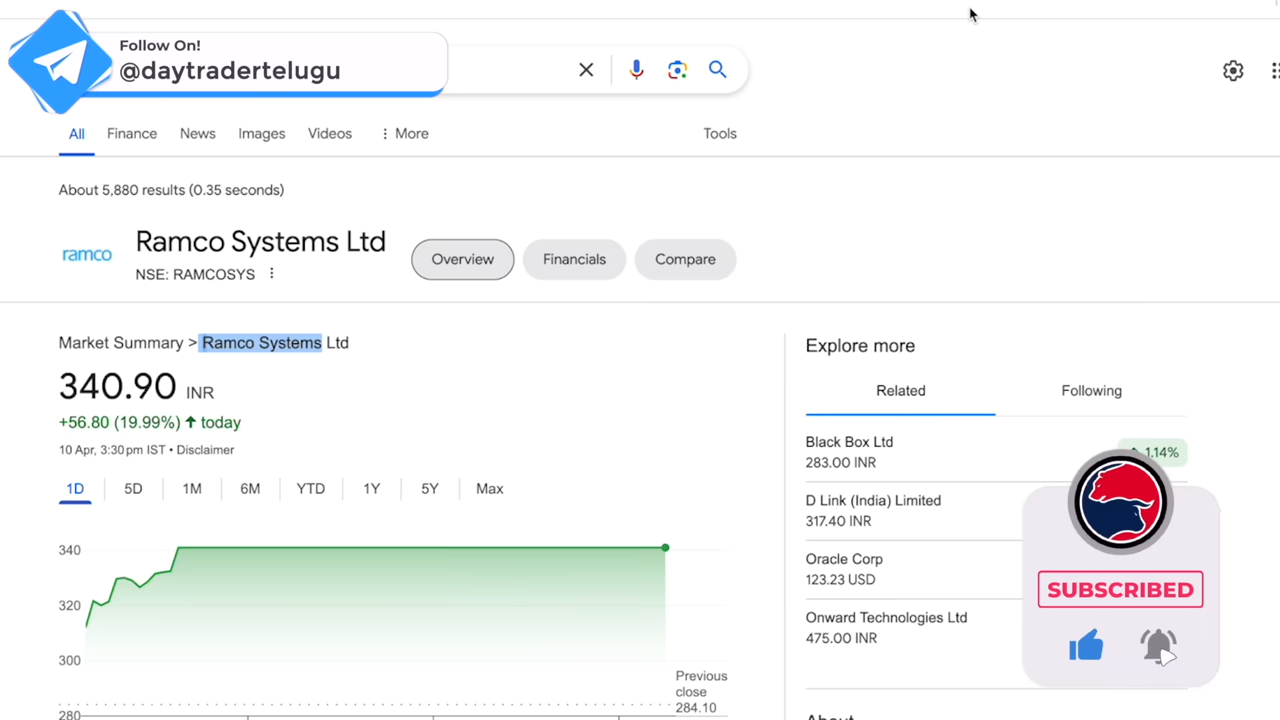 Follow On!
@daytradertelugu
All Finance News Images Videos More Tools
About 5,880 results (0.35 seconds)
ramco
Ramco Systems Ltd
NSE: RAMCOSYS
Overview Financials Compare
Market Summary > Ramco Systems Ltd
340.90 INR
+56.80 (19.99%) ↑ today
10 Apr, 3:30 pm IST • Disclaimer
1D 5D 1M 6M YTD 1Y 5Y Max
340
320
300
280
Previous
close
284.10
Explore more
Related Following
Black Box Ltd
283.00 INR
1.14%
D Link (India) Limited
317.40 INR
Oracle Corp
123.23 USD
Onward Technologies Ltd
475.00 INR
SUBSCRIBED